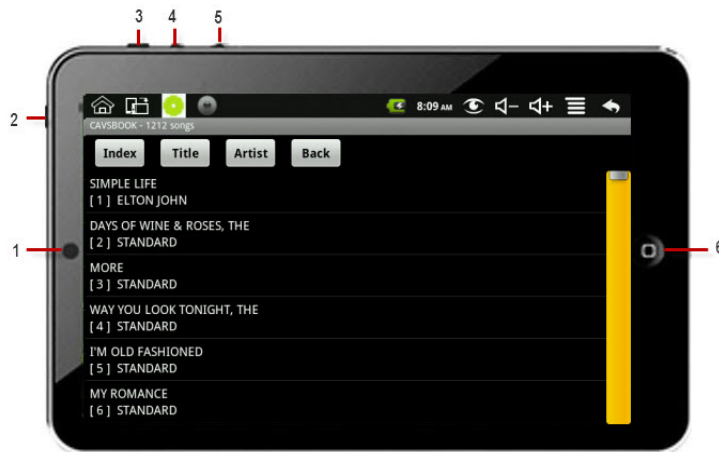 3
4
5
2
8:09 AM
CAVSBOOK - 1212 songs
Index Title Artist Back
SIMPLE LIFE
[ 1 ] ELTON JOHN
DAYS OF WINE & ROSES, THE
[ 2 ] STANDARD
1
6
MORE
[ 3 ] STANDARD
WAY YOU LOOK TONIGHT, THE
[ 4 ] STANDARD
I'M OLD FASHIONED
[ 5 ] STANDARD
MY ROMANCE
[ 6 ] STANDARD